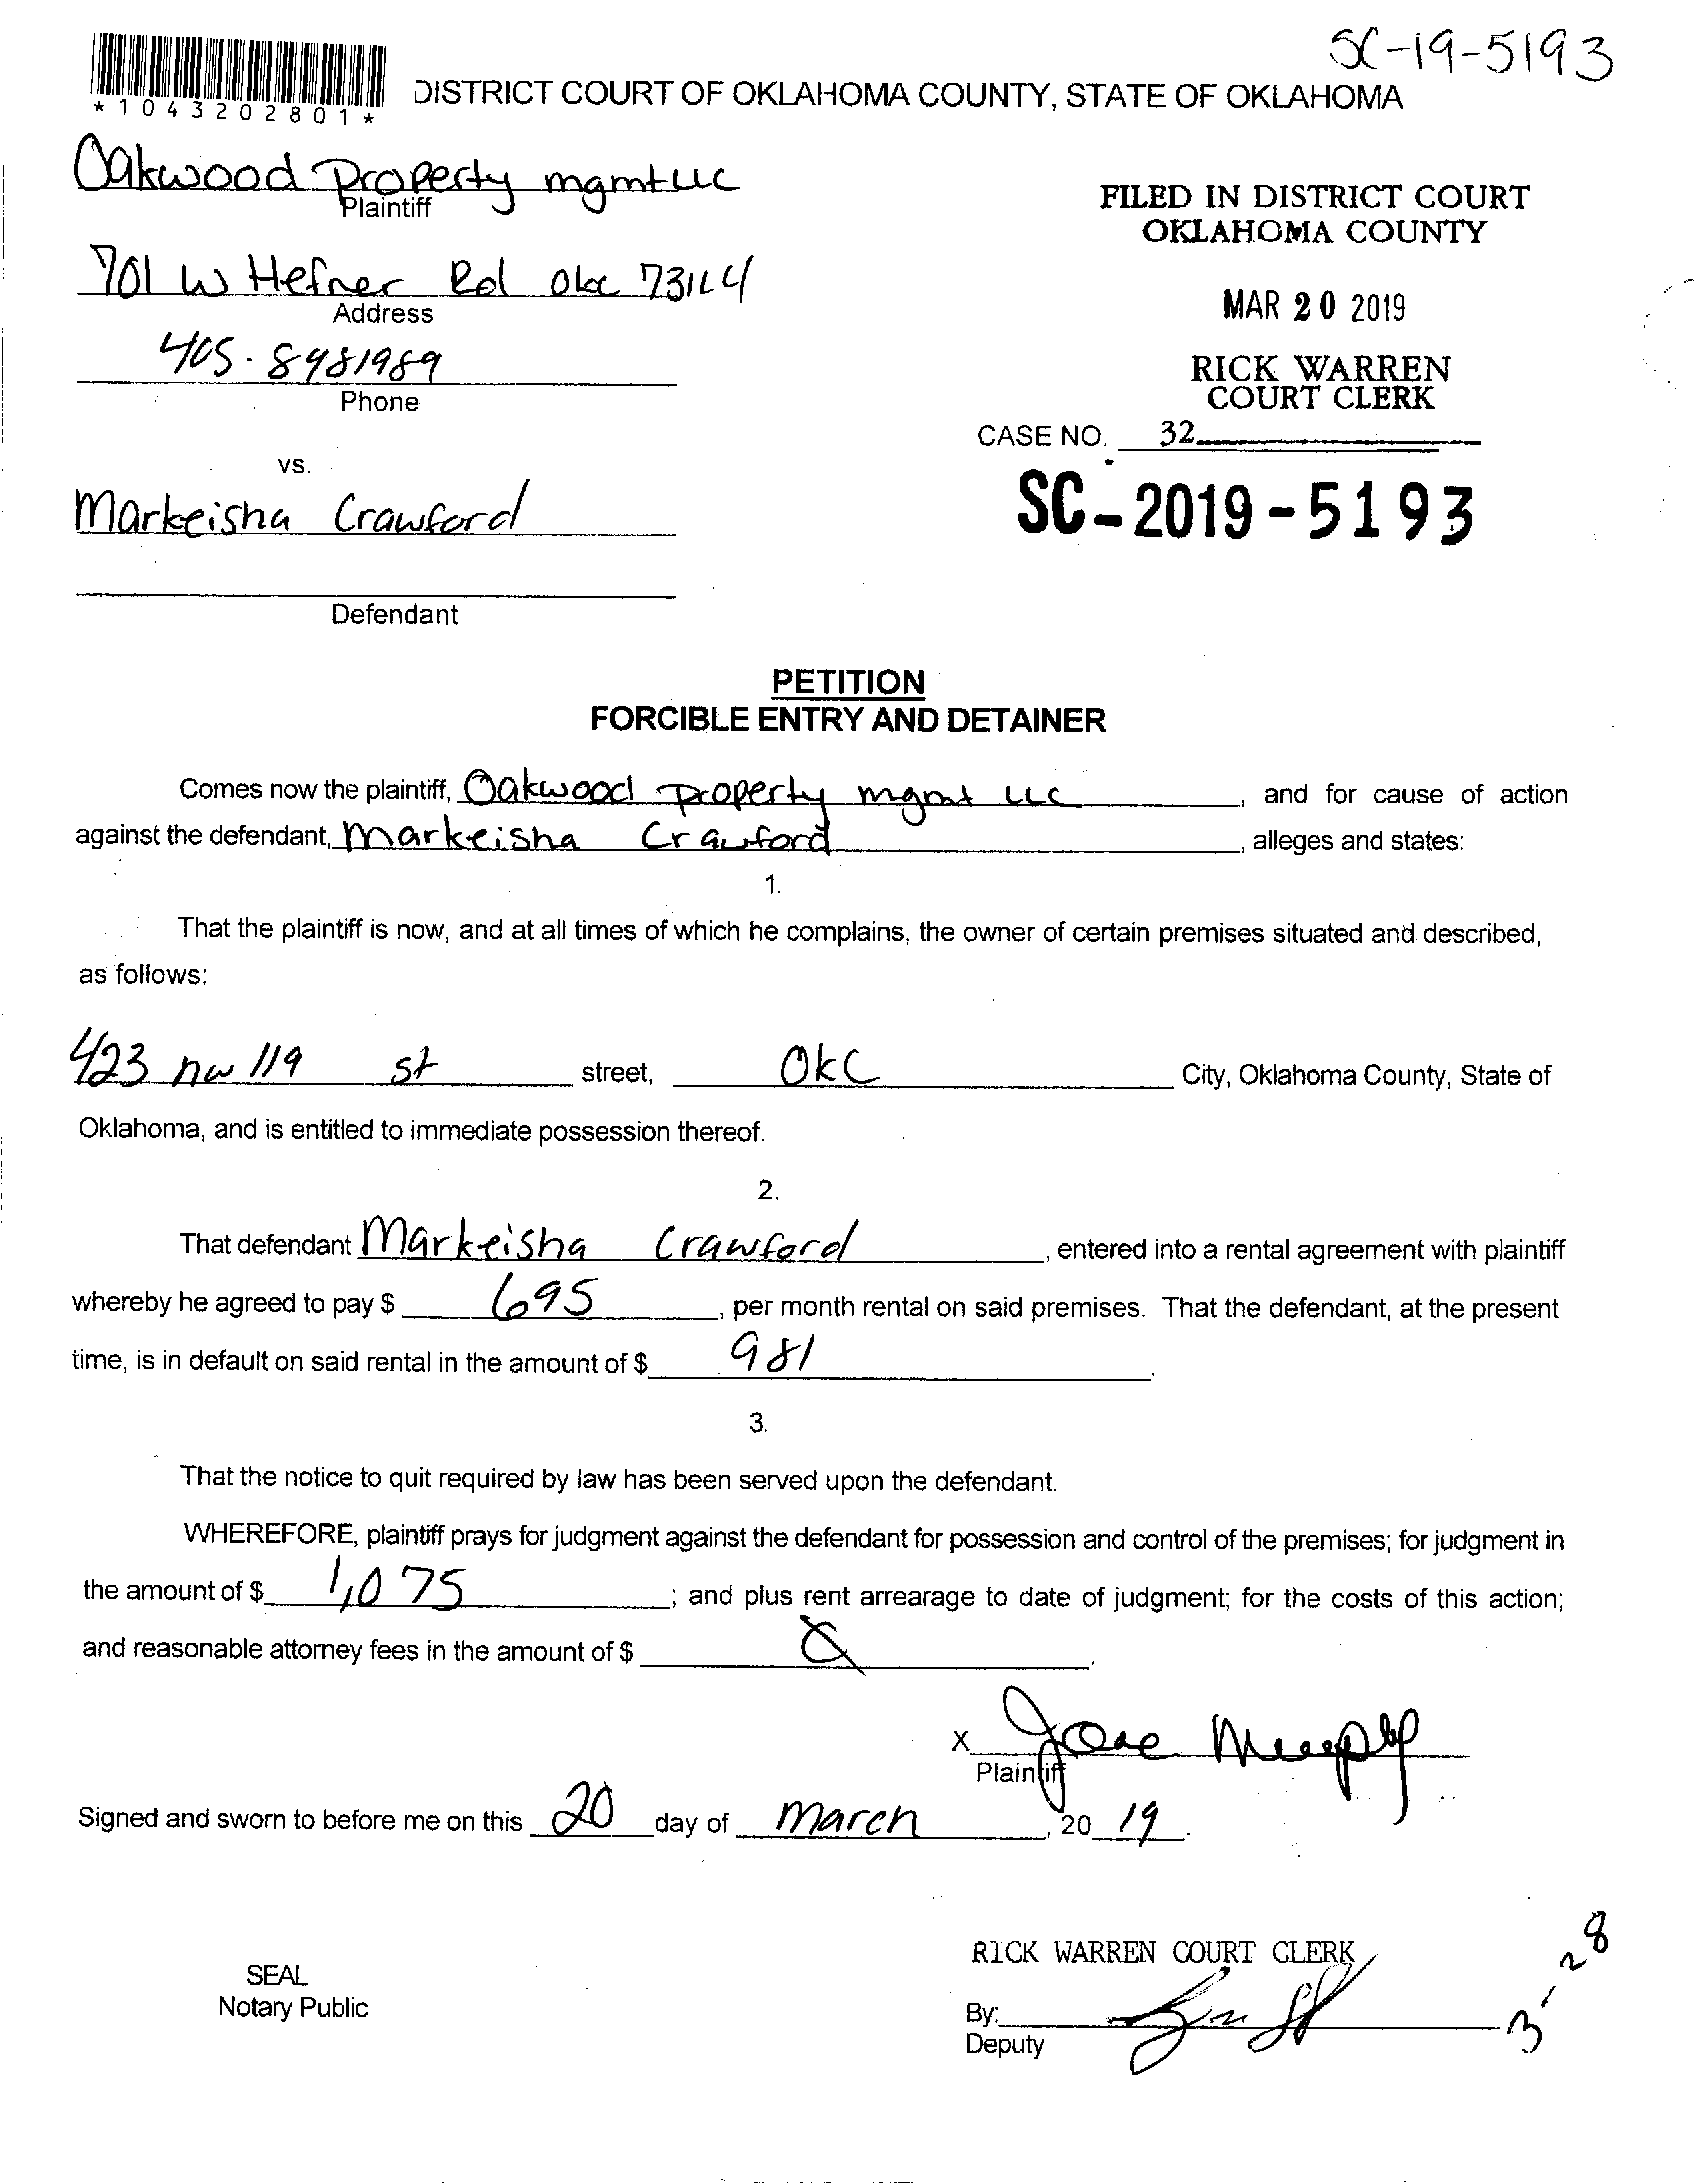 SC-19-5193
*1043202801*
DISTRICT COURT OF OKLAHOMA COUNTY, STATE OF OKLAHOMA
Oakwood Property mgmt LLC
Plaintiff
FILED IN DISTRICT COURT
OKLAHOMA COUNTY
701 W Hefner Rd OKC 73114
Address
MAR 20 2019
405-8981989
Phone
RICK WARREN
COURT CLERK
CASE NO. 32
vs.
SC-2019-5193
Markeisha Crawford
Defendant
PETITION
FORCIBLE ENTRY AND DETAINER
Comes now the plaintiff, Oakwood property mgmt LLC, and for cause of action
against the defendant, Markeisha Crawford, alleges and states:
1.
That the plaintiff is now, and at all times of which he complains, the owner of certain premises situated and described,
as follows:
423 nw 119 st street, OKC City, Oklahoma County, State of
Oklahoma, and is entitled to immediate possession thereof.
2.
That defendant Markeisha Crawford, entered into a rental agreement with plaintiff
whereby he agreed to pay $ 695, per month rental on said premises. That the defendant, at the present
time, is in default on said rental in the amount of $ 981.
3.
That the notice to quit required by law has been served upon the defendant.
WHEREFORE, plaintiff prays for judgment against the defendant for possession and control of the premises; for judgment in
the amount of $ 1,075; and plus rent arrearage to date of judgment; for the costs of this action;
and reasonable attorney fees in the amount of $
X
Plaintiff
Signed and sworn to before me on this 20 day of March, 20 19.
RICK WARREN COURT CLERK
SEAL
Notary Public
By:
Deputy
3-28